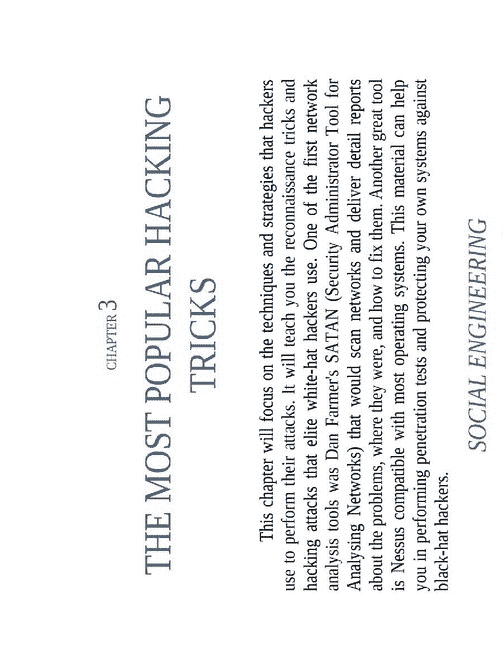 CHAPTER 3
THE MOST POPULAR HACKING
TRICKS
This chapter will focus on the techniques and strategies that hackers
use to perform their attacks. It will teach you the reconnaissance tricks and
hacking attacks that elite white-hat hackers use. One of the first network
analysis tools was Dan Farmer's SATAN (Security Administrator Tool for
Analysing Networks) that would scan networks and deliver detail reports
about the problems, where they were, and how to fix them. Another great tool
is Nessus compatible with most operating systems. This material can help
you in performing penetration tests and protecting your own systems against
black-hat hackers.
SOCIAL ENGINEERING